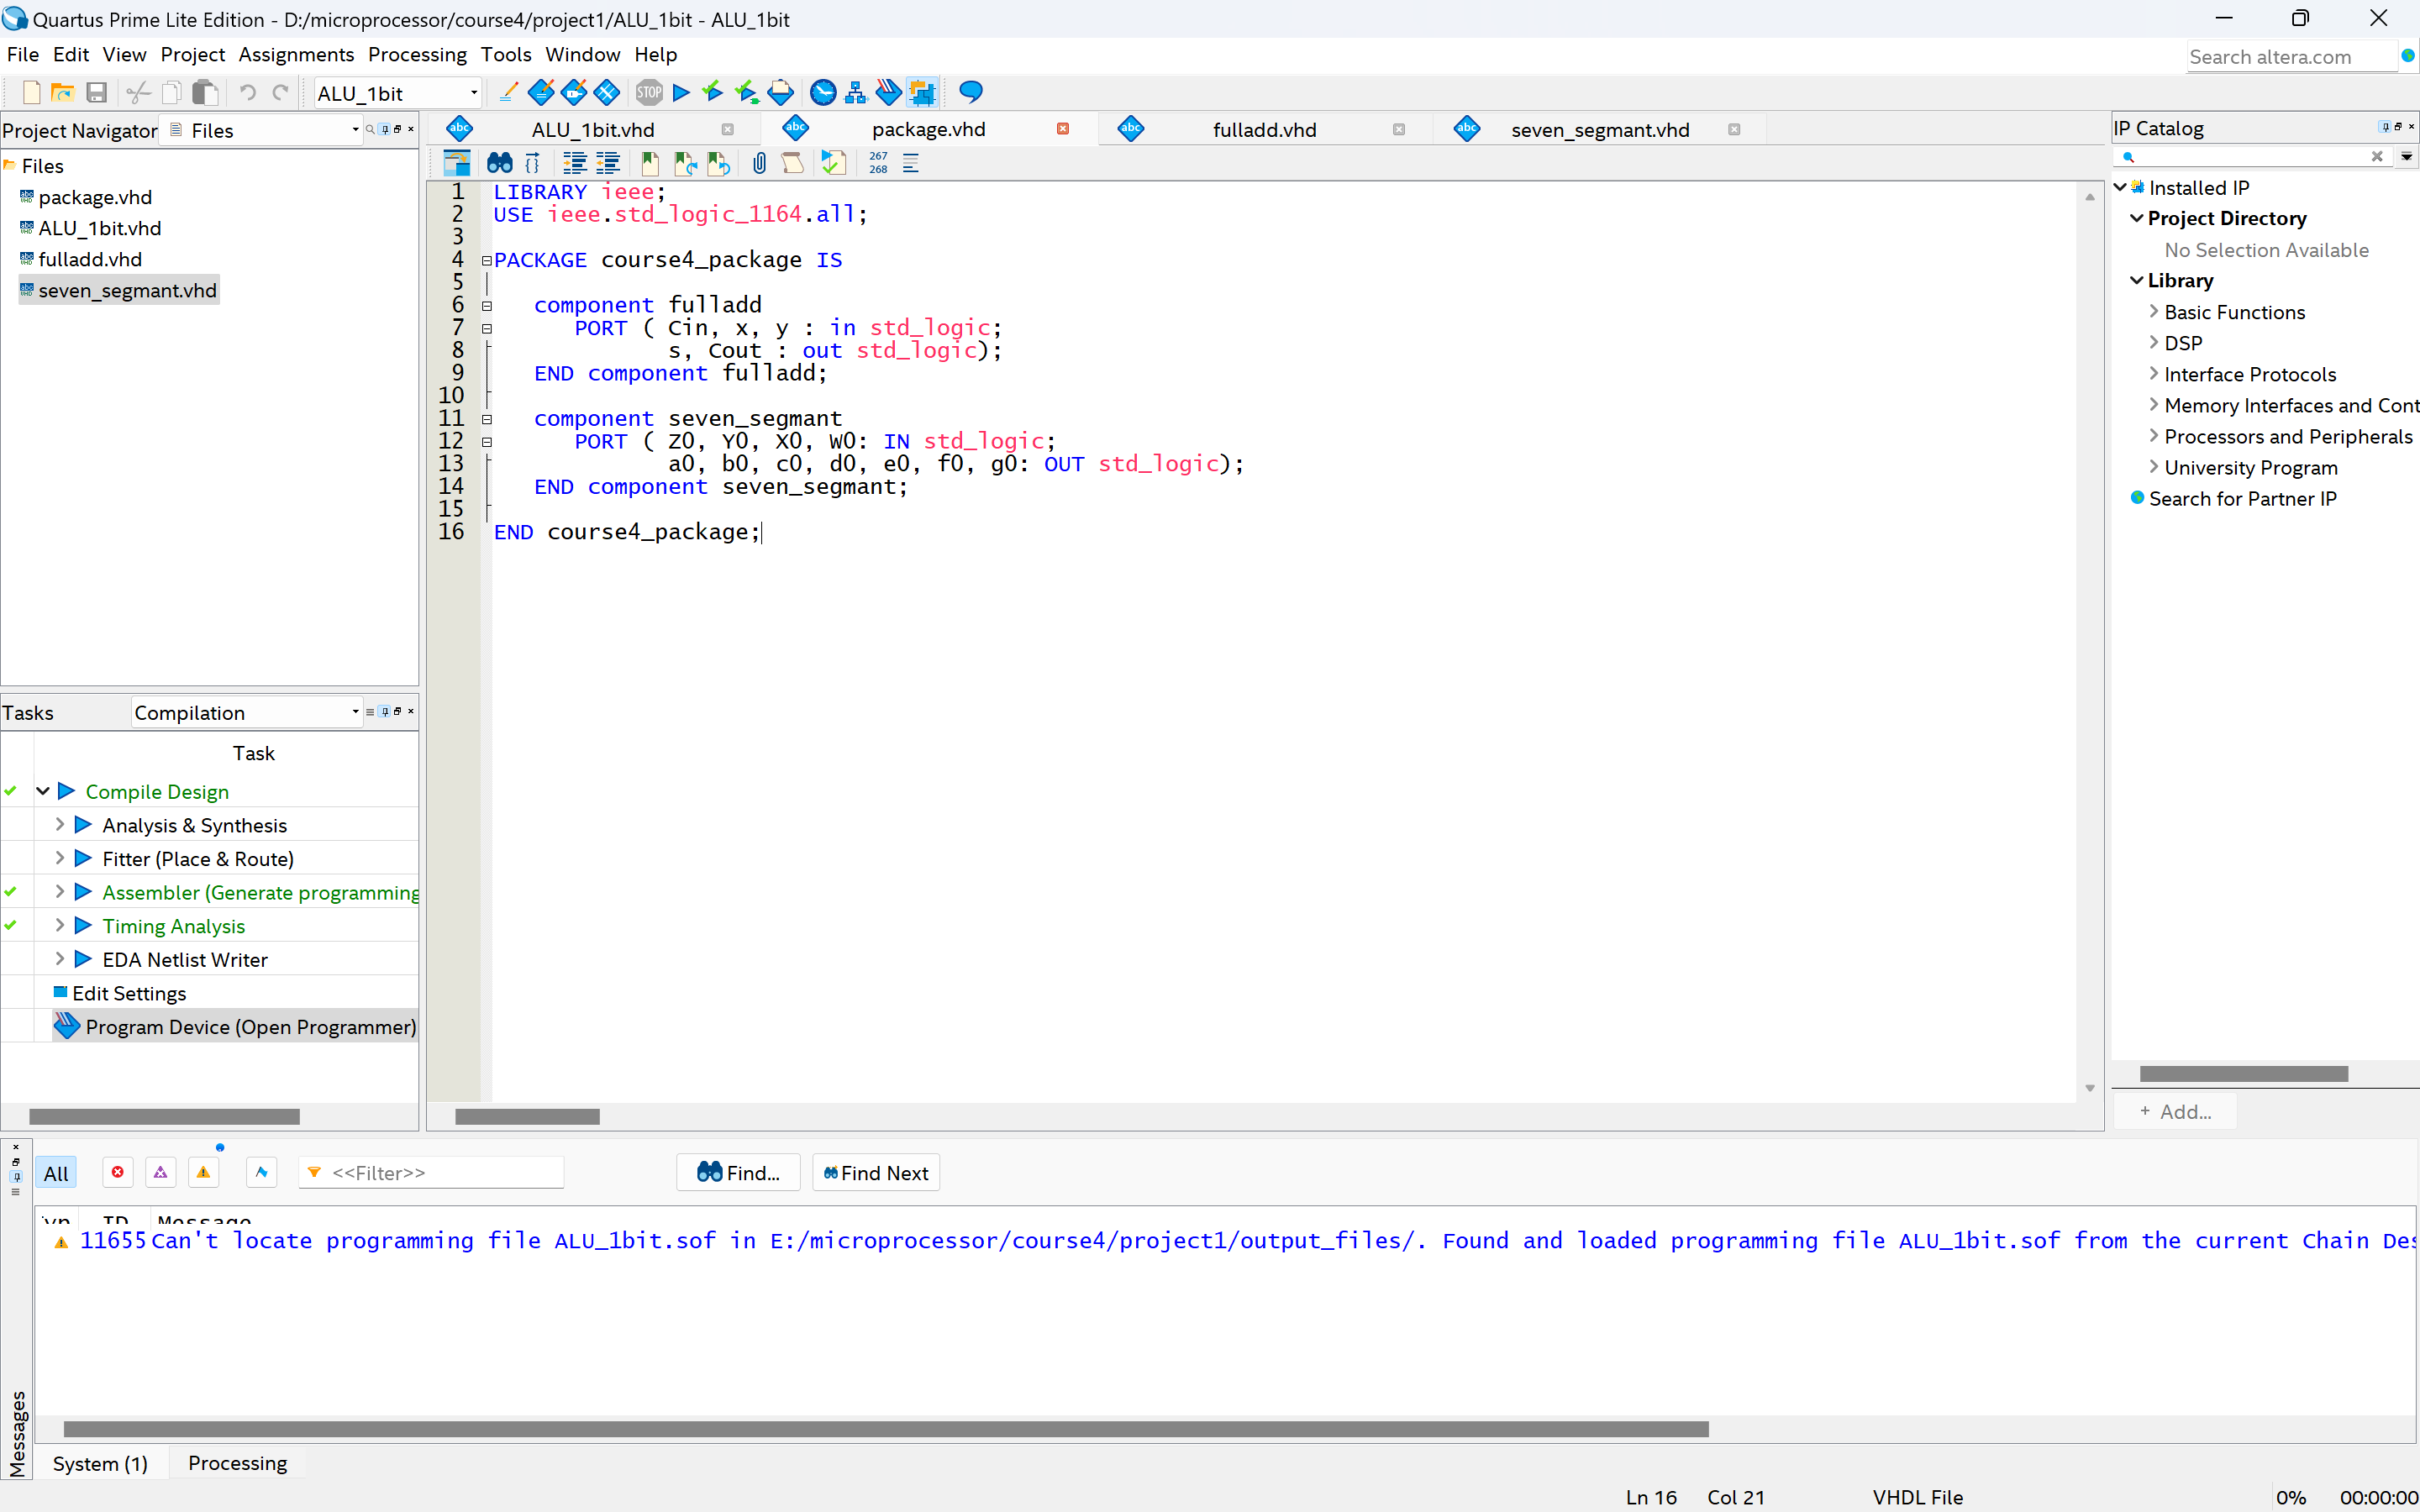 Quartus Prime Lite Edition - D:/microprocessor/course4/project1/ALU_1bit - ALU_1bit
File Edit View Project Assignments Processing Tools Window Help
Search altera.com
ALU_1bit
STOP
Project Navigator Files
Files
package.vhd
ALU_1bit.vhd
fulladd.vhd
seven_segmant.vhd
ALU_1bit.vhd package.vhd fulladd.vhd seven_segmant.vhd
267
268
1 LIBRARY ieee;
2 USE ieee.std_logic_1164.all;
3
4 PACKAGE course4_package IS
5
6 component fulladd
7 PORT ( Cin, x, y : in std_logic;
8 s, Cout : out std_logic);
9 END component fulladd;
10
11 component seven_segmant
12 PORT ( Z0, Y0, X0, W0: IN std_logic;
13 a0, b0, c0, d0, e0, f0, g0: OUT std_logic);
14 END component seven_segmant;
15
16 END course4_package;
IP Catalog
Installed IP
Project Directory
No Selection Available
Library
Basic Functions
DSP
Interface Protocols
Memory Interfaces and Cont
Processors and Peripherals
University Program
Search for Partner IP
+ Add...
Tasks Compilation
Task
Compile Design
Analysis & Synthesis
Fitter (Place & Route)
Assembler (Generate programming
Timing Analysis
EDA Netlist Writer
Edit Settings
Program Device (Open Programmer)
All <<Filter>> Find... Find Next
ID Message
11655 Can't locate programming file ALU_1bit.sof in E:/microprocessor/course4/project1/output_files/. Found and loaded programming file ALU_1bit.sof from the current Chain Des
Messages
System (1) Processing
Ln 16 Col 21 VHDL File 0% 00:00:00